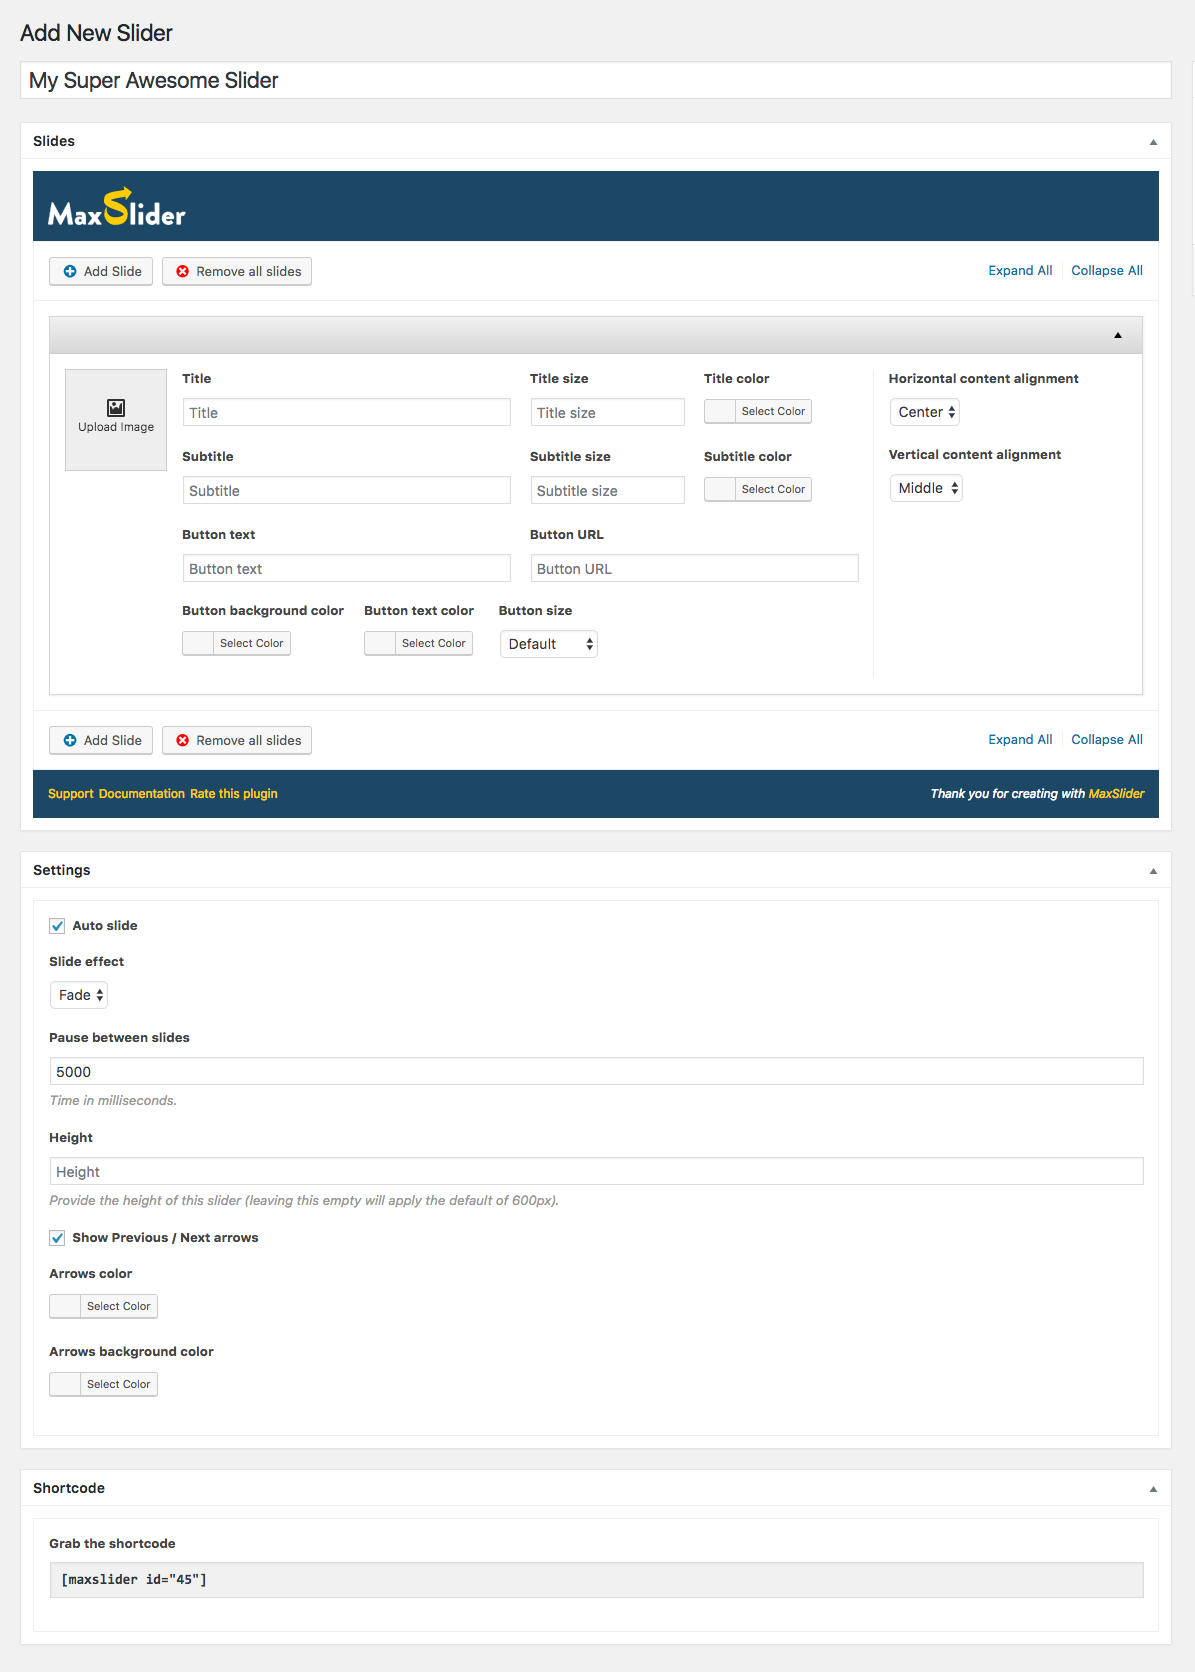 Add New Slider
My Super Awesome Slider
Slides
MaxSlider
Add Slide Remove all slides Expand All Collapse All
Upload Image
Title Title size Title color
Title Title size Select Color
Subtitle Subtitle size Subtitle color
Subtitle Subtitle size Select Color
Button text Button URL
Button text Button URL
Button background color Button text color Button size
Select Color Select Color Default
Horizontal content alignment
Center
Vertical content alignment
Middle
Add Slide Remove all slides Expand All Collapse All
Support Documentation Rate this plugin Thank you for creating with MaxSlider
Settings
Auto slide
Slide effect
Fade
Pause between slides
5000
Time in milliseconds.
Height
Height
Provide the height of this slider (leaving this empty will apply the default of 600px).
Show Previous / Next arrows
Arrows color
Select Color
Arrows background color
Select Color
Shortcode
Grab the shortcode
[maxslider id="45"]